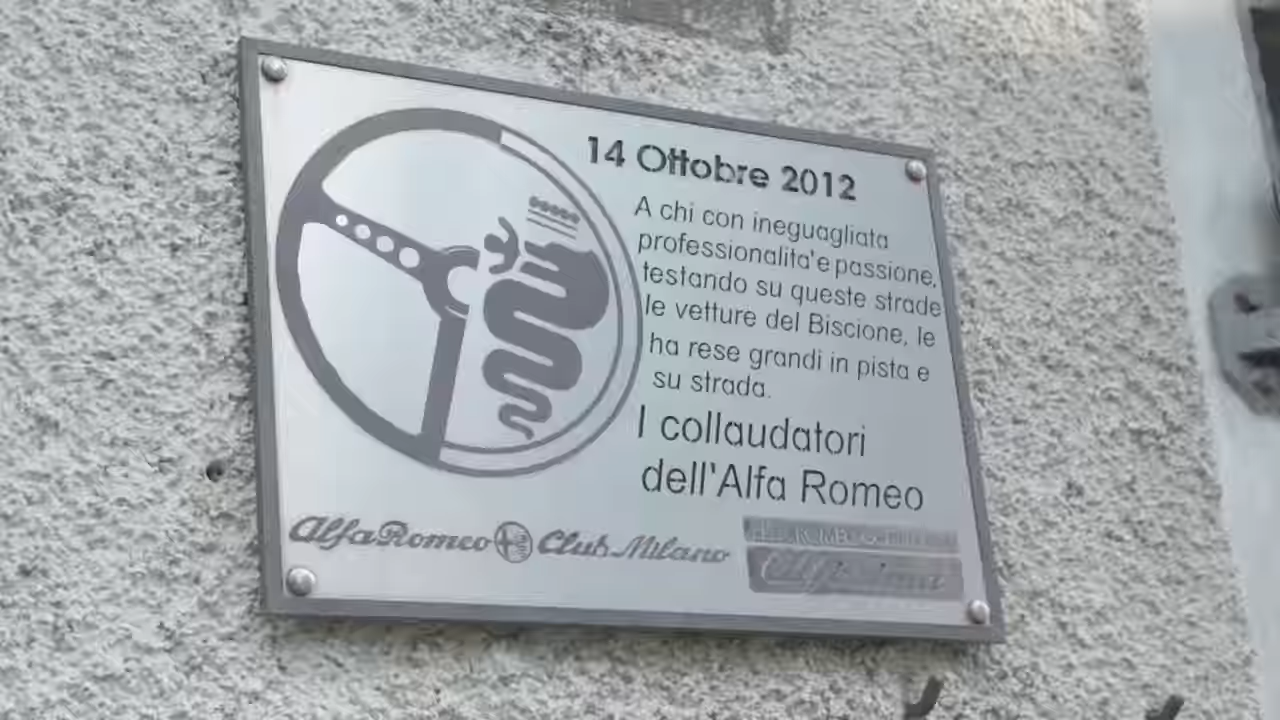 14 Ottobre 2012
A chi con ineguagliata
professionalita' e passione,
testando su queste strade
le vetture del Biscione, le
ha rese grandi in pista e
su strada.
I collaudatori
dell'Alfa Romeo
Alfa Romeo Club Milano